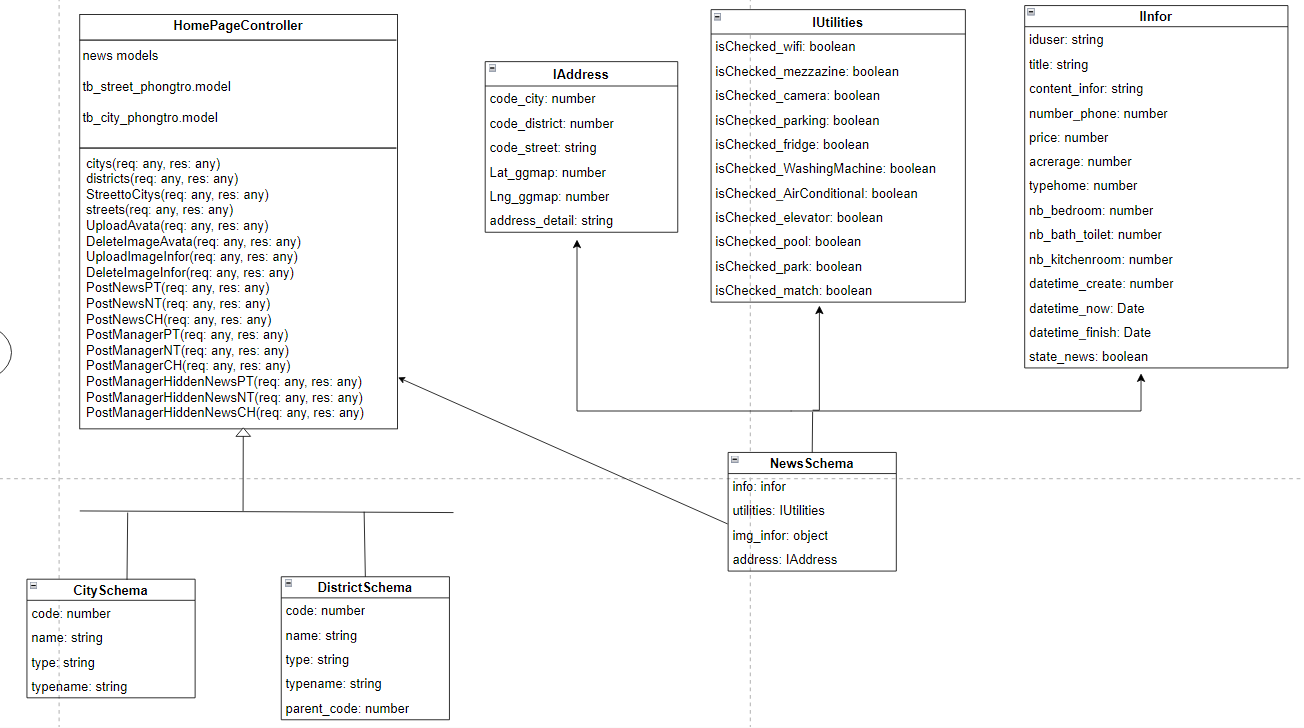 HomePageController
news models
tb_street_phongtro.model
tb_city_phongtro.model
citys(req: any, res: any)
districts(req: any, res: any)
StreettoCitys(req: any, res: any)
streets(req: any, res: any)
UploadAvata(req: any, res: any)
DeleteImageAvata(req: any, res: any)
UploadImageInfor(req: any, res: any)
DeleteImageInfor(req: any, res: any)
PostNewsPT(req: any, res: any)
PostNewsNT(req: any, res: any)
PostNewsCH(req: any, res: any)
PostManagerPT(req: any, res: any)
PostManagerNT(req: any, res: any)
PostManagerCH(req: any, res: any)
PostManagerHiddenNewsPT(req: any, res: any)
PostManagerHiddenNewsNT(req: any, res: any)
PostManagerHiddenNewsCH(req: any, res: any)
IAddress
code_city: number
code_district: number
code_street: string
Lat_ggmap: number
Lng_ggmap: number
address_detail: string
IUtilities
isChecked_wifi: boolean
isChecked_mezzazine: boolean
isChecked_camera: boolean
isChecked_parking: boolean
isChecked_fridge: boolean
isChecked_WashingMachine: boolean
isChecked_AirConditional: boolean
isChecked_elevator: boolean
isChecked_pool: boolean
isChecked_park: boolean
isChecked_match: boolean
IInfor
iduser: string
title: string
content_infor: string
number_phone: number
price: number
acrerage: number
typehome: number
nb_bedroom: number
nb_bath_toilet: number
nb_kitchenroom: number
datetime_create: number
datetime_now: Date
datetime_finish: Date
state_news: boolean
NewsSchema
info: infor
utilities: IUtilities
img_infor: object
address: IAddress
CitySchema
code: number
name: string
type: string
typename: string
DistrictSchema
code: number
name: string
type: string
typename: string
parent_code: number